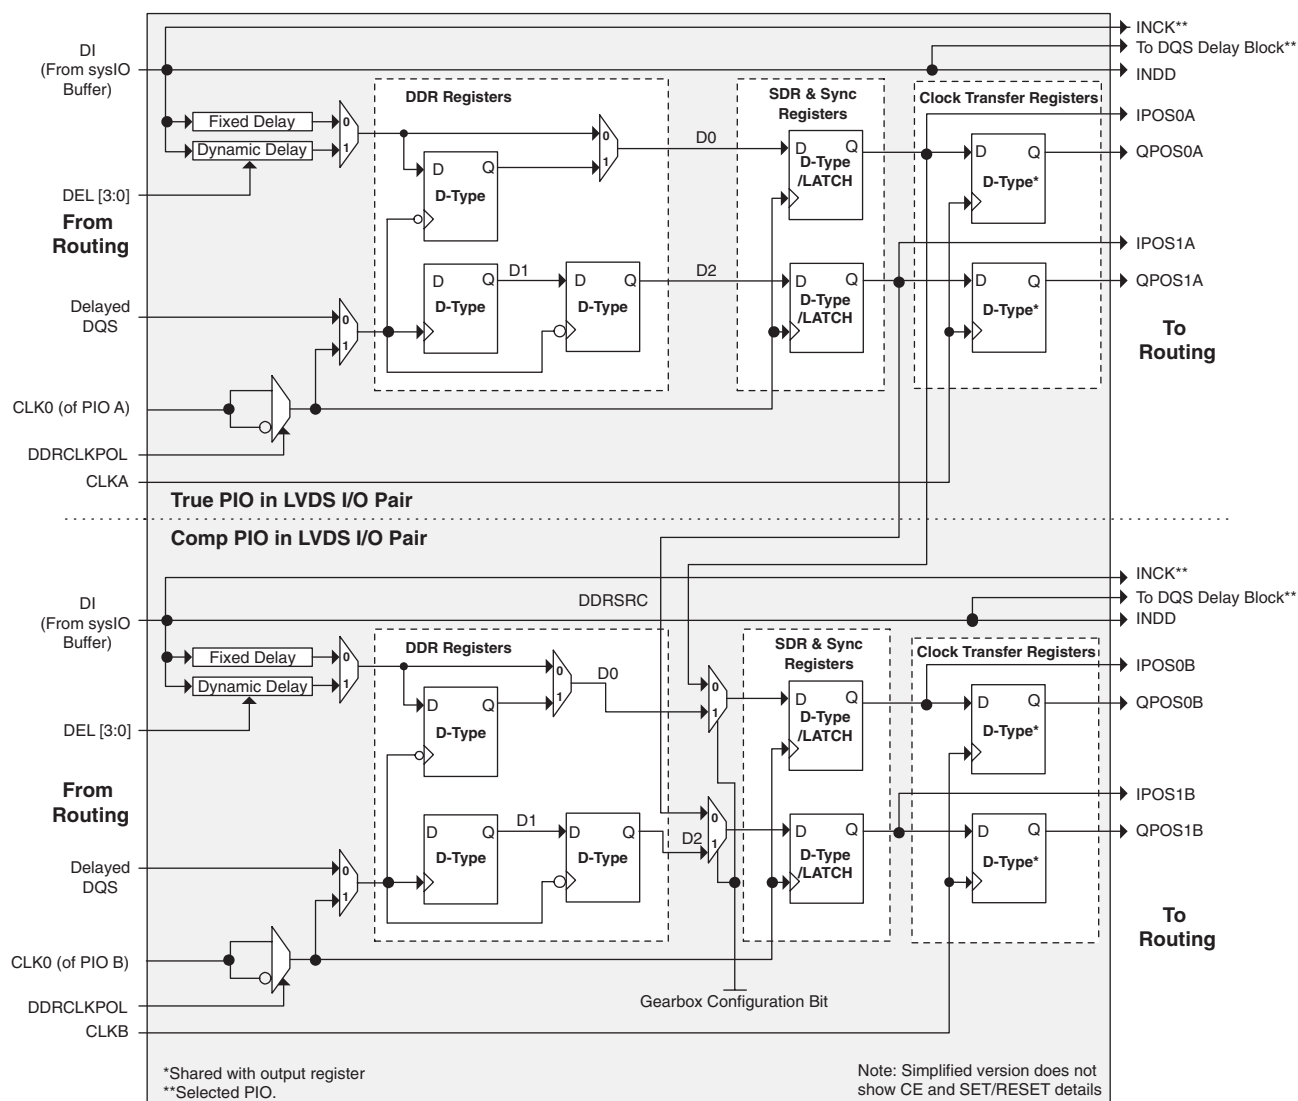 INCK**
DI
(From sysIO
Buffer)
To DQS Delay Block**
INDD
DDR Registers
SDR & Sync
Registers
Clock Transfer Registers
IPOS0A
Fixed Delay
0
Dynamic Delay
1
0
1
D0
D
Q
D-Type
/LATCH
D
Q
D-Type*
QPOS0A
D
Q
D-Type
DEL [3:0]
From
Routing
IPOS1A
D
Q
D-Type
D1
D
Q
D-Type
D2
D
Q
D-Type
/LATCH
D
Q
D-Type*
QPOS1A
Delayed
DQS
0
1
To
Routing
CLK0 (of PIO A)
DDRCLKPOL
CLKA
True PIO in LVDS I/O Pair
Comp PIO in LVDS I/O Pair
INCK**
DI
(From sysIO
Buffer)
DDRSRC
To DQS Delay Block**
INDD
DDR Registers
SDR & Sync
Registers
Clock Transfer Registers
IPOS0B
Fixed Delay
0
Dynamic Delay
1
0
1
D0
0
1
D
Q
D-Type
/LATCH
D
Q
D-Type*
QPOS0B
D
Q
D-Type
DEL [3:0]
From
Routing
IPOS1B
D
Q
D-Type
D1
D
Q
D-Type
D2
0
1
D
Q
D-Type
/LATCH
D
Q
D-Type*
QPOS1B
Delayed
DQS
0
1
To
Routing
CLK0 (of PIO B)
DDRCLKPOL
Gearbox Configuration Bit
CLKB
*Shared with output register
**Selected PIO.
Note: Simplified version does not
show CE and SET/RESET details